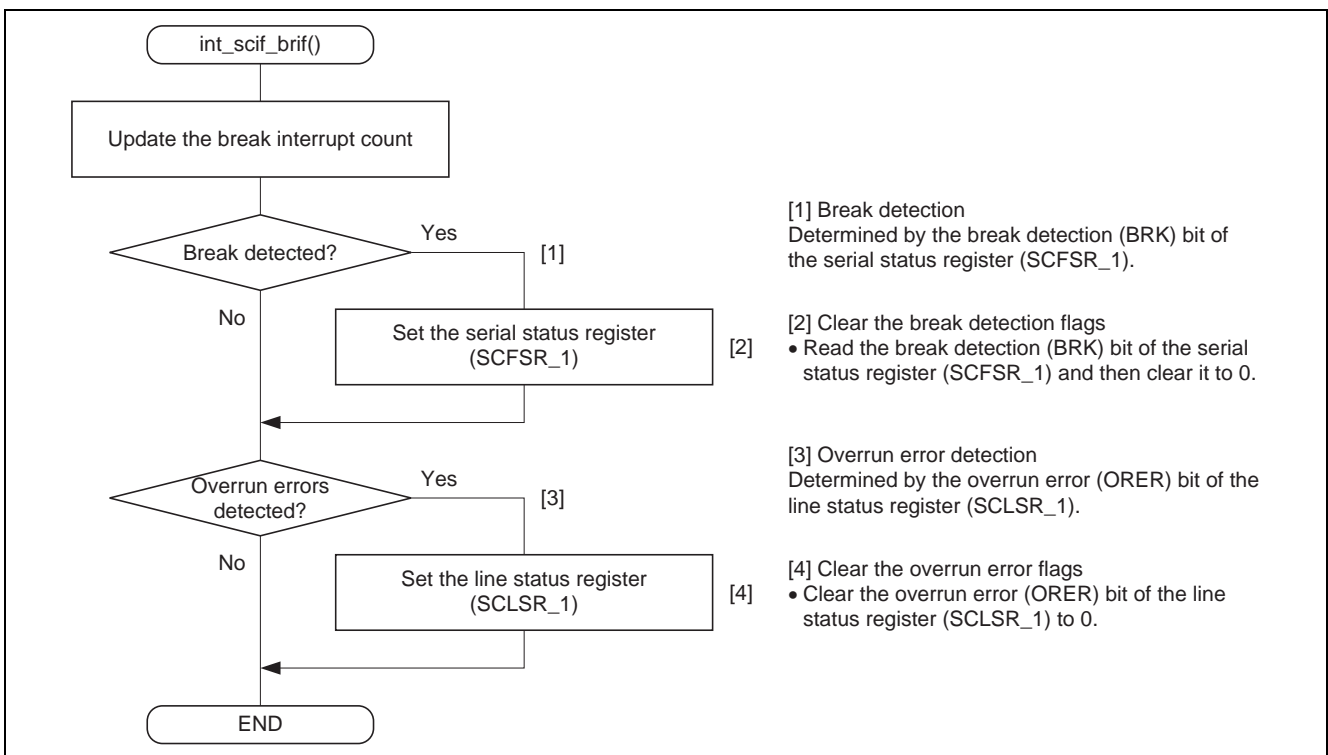 int_scif_brif()
Update the break interrupt count
Break detected?
Yes
[1]
No
Set the serial status register
(SCFSR_1)
[2]
Overrun errors
detected?
Yes
[3]
No
Set the line status register
(SCLSR_1)
[4]
END
[1] Break detection
Determined by the break detection (BRK) bit of
the serial status register (SCFSR_1).
[2] Clear the break detection flags
• Read the break detection (BRK) bit of the serial
status register (SCFSR_1) and then clear it to 0.
[3] Overrun error detection
Determined by the overrun error (ORER) bit of the
line status register (SCLSR_1).
[4] Clear the overrun error flags
• Clear the overrun error (ORER) bit of the line
status register (SCLSR_1) to 0.